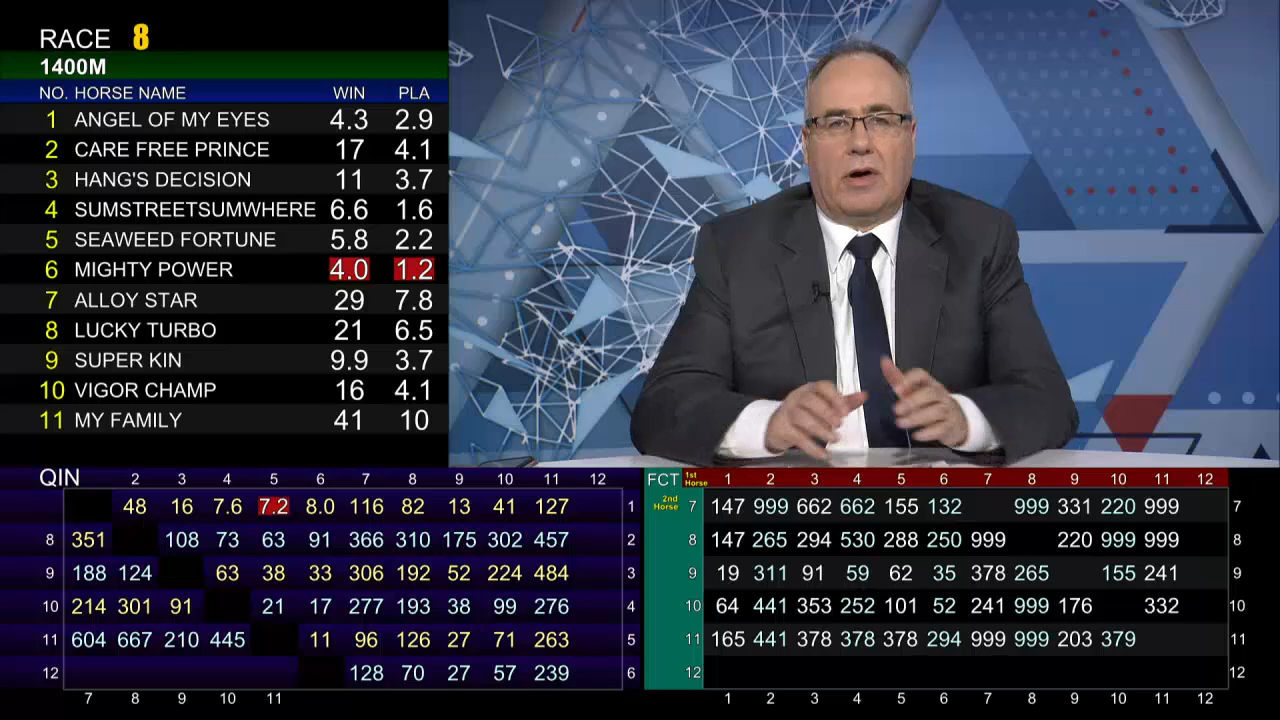 RACE 8
1400M
NO. HORSE NAME WIN PLA
1 ANGEL OF MY EYES 4.3 2.9
2 CARE FREE PRINCE 17 4.1
3 HANG'S DECISION 11 3.7
4 SUMSTREETSUMWHERE 6.6 1.6
5 SEAWEED FORTUNE 5.8 2.2
6 MIGHTY POWER 4.0 1.2
7 ALLOY STAR 29 7.8
8 LUCKY TURBO 21 6.5
9 SUPER KIN 9.9 3.7
10 VIGOR CHAMP 16 4.1
11 MY FAMILY 41 10
QIN 2 3 4 5 6 7 8 9 10 11 12
48 16 7.6 7.2 8.0 116 82 13 41 127 1
8 351 108 73 63 91 366 310 175 302 457 2
9 188 124 63 38 33 306 192 52 224 484 3
10 214 301 91 21 17 277 193 38 99 276 4
11 604 667 210 445 11 96 126 27 71 263 5
12 128 70 27 57 239 6
7 8 9 10 11
FCT 1st Horse 1 2 3 4 5 6 7 8 9 10 11 12
2nd Horse 7 147 999 662 662 155 132 999 331 220 999 7
8 147 265 294 530 288 250 999 220 999 999 8
9 19 311 91 59 62 35 378 265 155 241 9
10 64 441 353 252 101 52 241 999 176 332 10
11 165 441 378 378 378 294 999 999 203 379 11
12 12
1 2 3 4 5 6 7 8 9 10 11 12